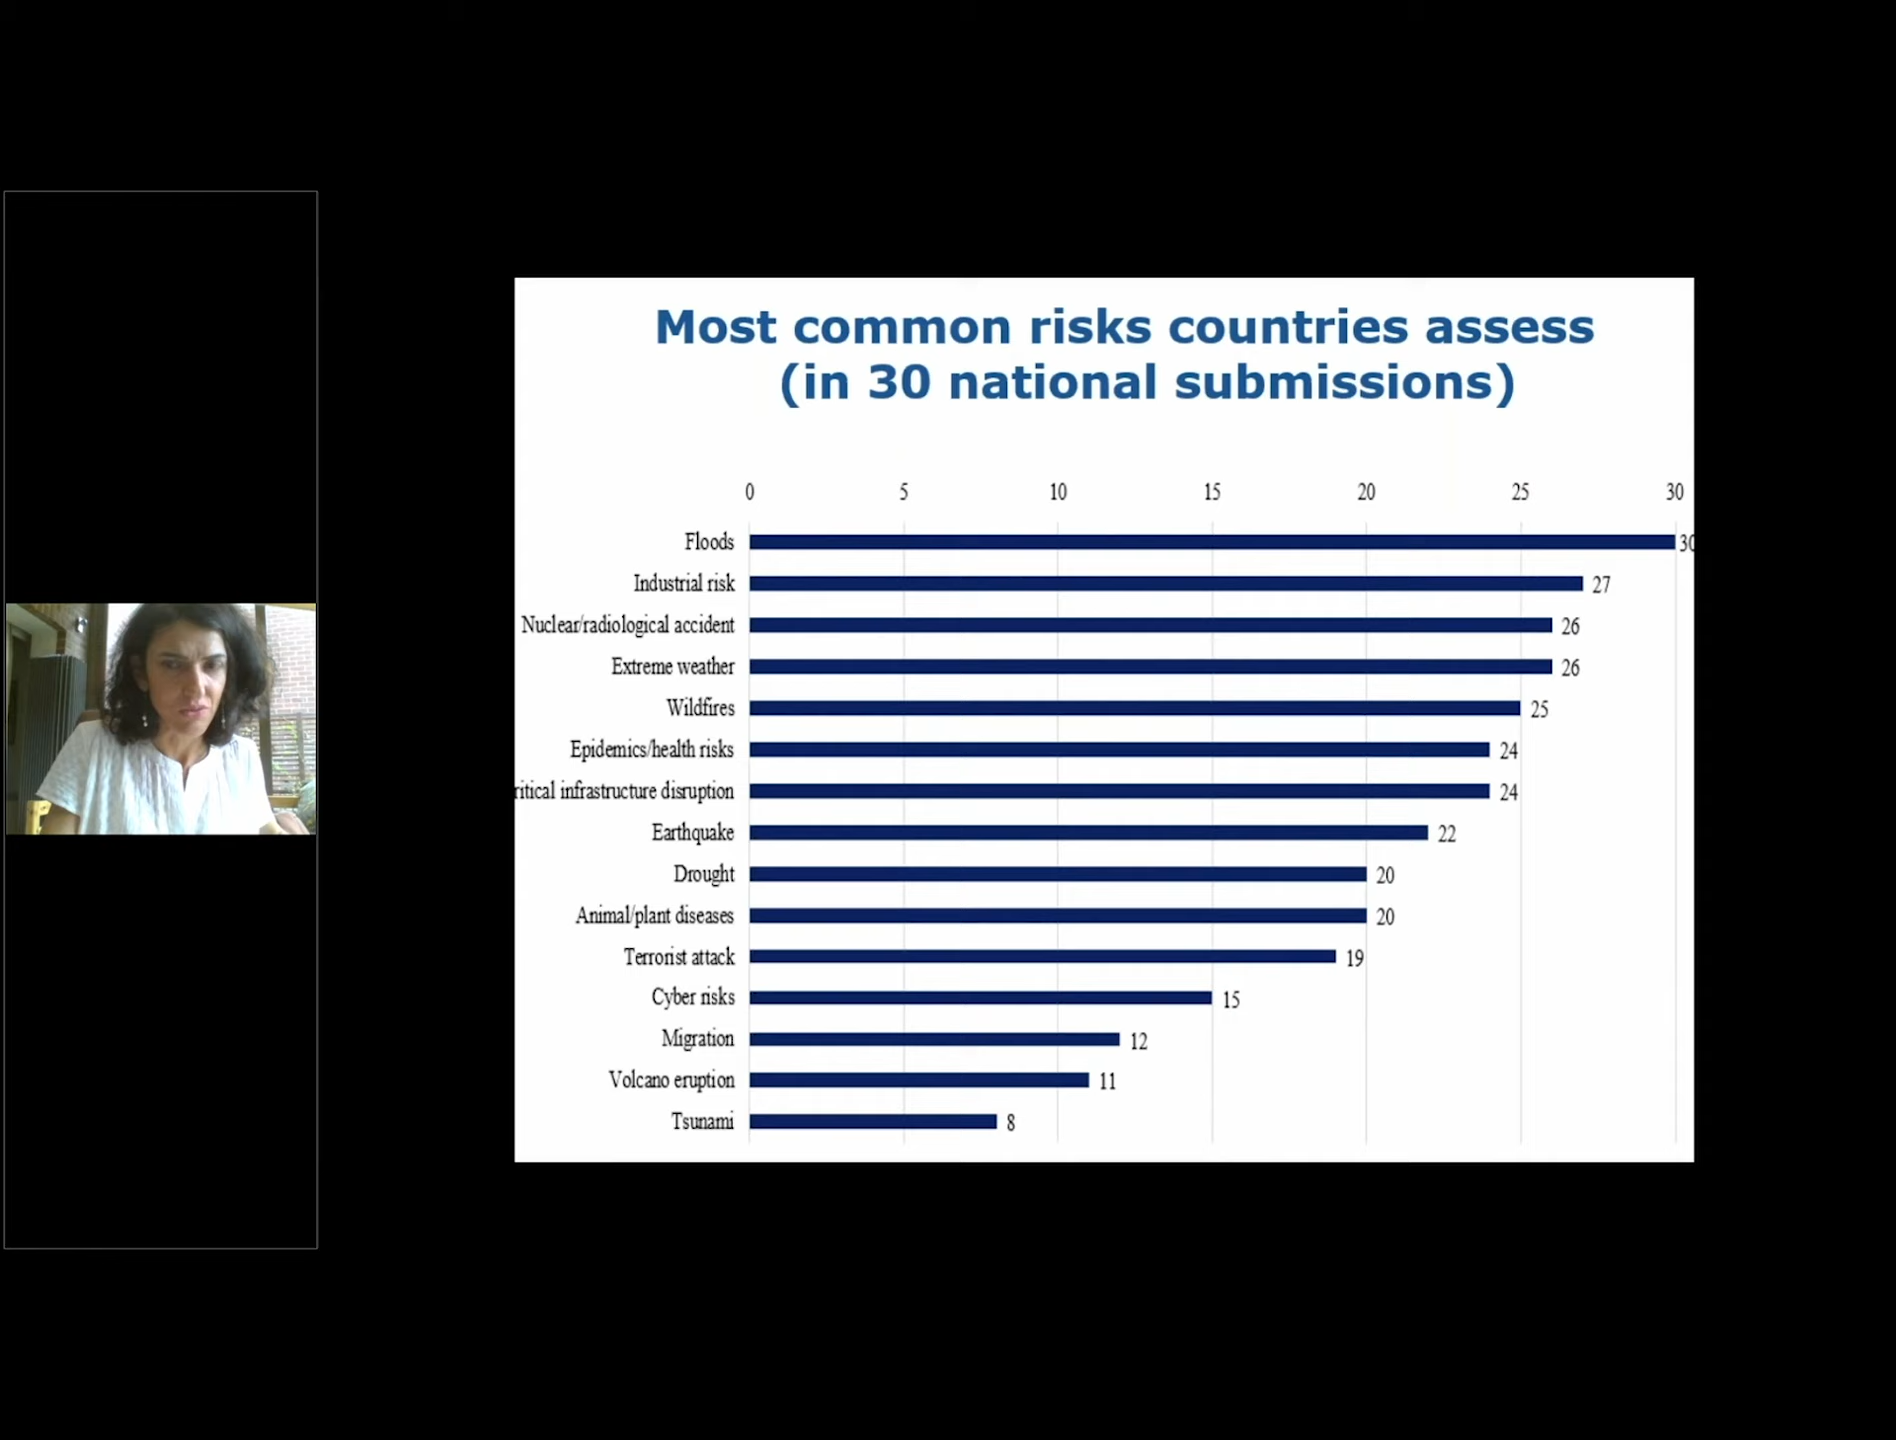 Most common risks countries assess
(in 30 national submissions)
0 5 10 15 20 25 30
Floods 30
Industrial risk 27
Nuclear/radiological accident 26
Extreme weather 26
Wildfires 25
Epidemics/health risks 24
ritical infrastructure disruption 24
Earthquake 22
Drought 20
Animal/plant diseases 20
Terrorist attack 19
Cyber risks 15
Migration 12
Volcano eruption 11
Tsunami 8